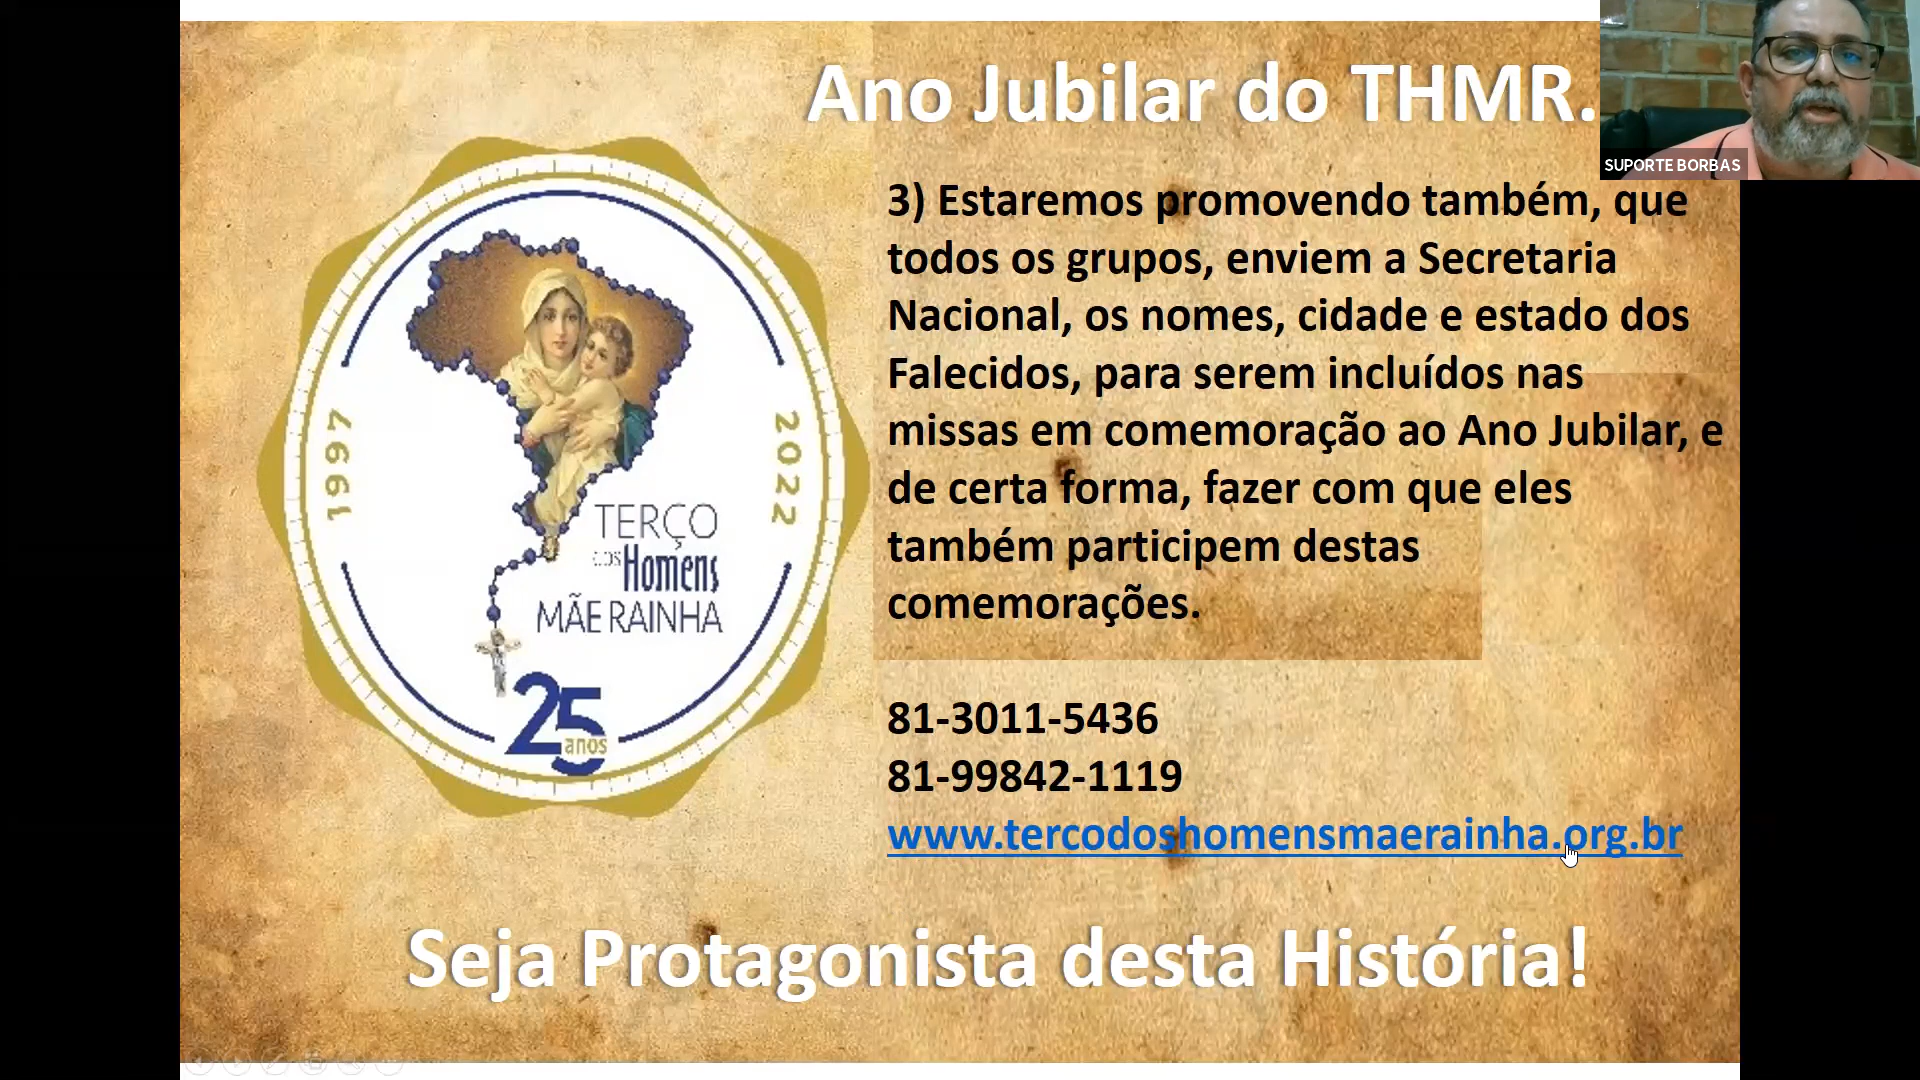 Ano Jubilar do THMR.
SUPORTE BORBAS
3) Estaremos promovendo também, que
todos os grupos, enviem a Secretaria
Nacional, os nomes, cidade e estado dos
Falecidos, para serem incluídos nas
missas em comemoração ao Ano Jubilar, e
de certa forma, fazer com que eles
também participem destas
comemorações.
81-3011-5436
81-99842-1119
www.tercodoshomensmaerainha.org.br
1997
2022
TERÇO
DOS Homens
MÃE RAINHA
25
anos
Seja Protagonista desta História!